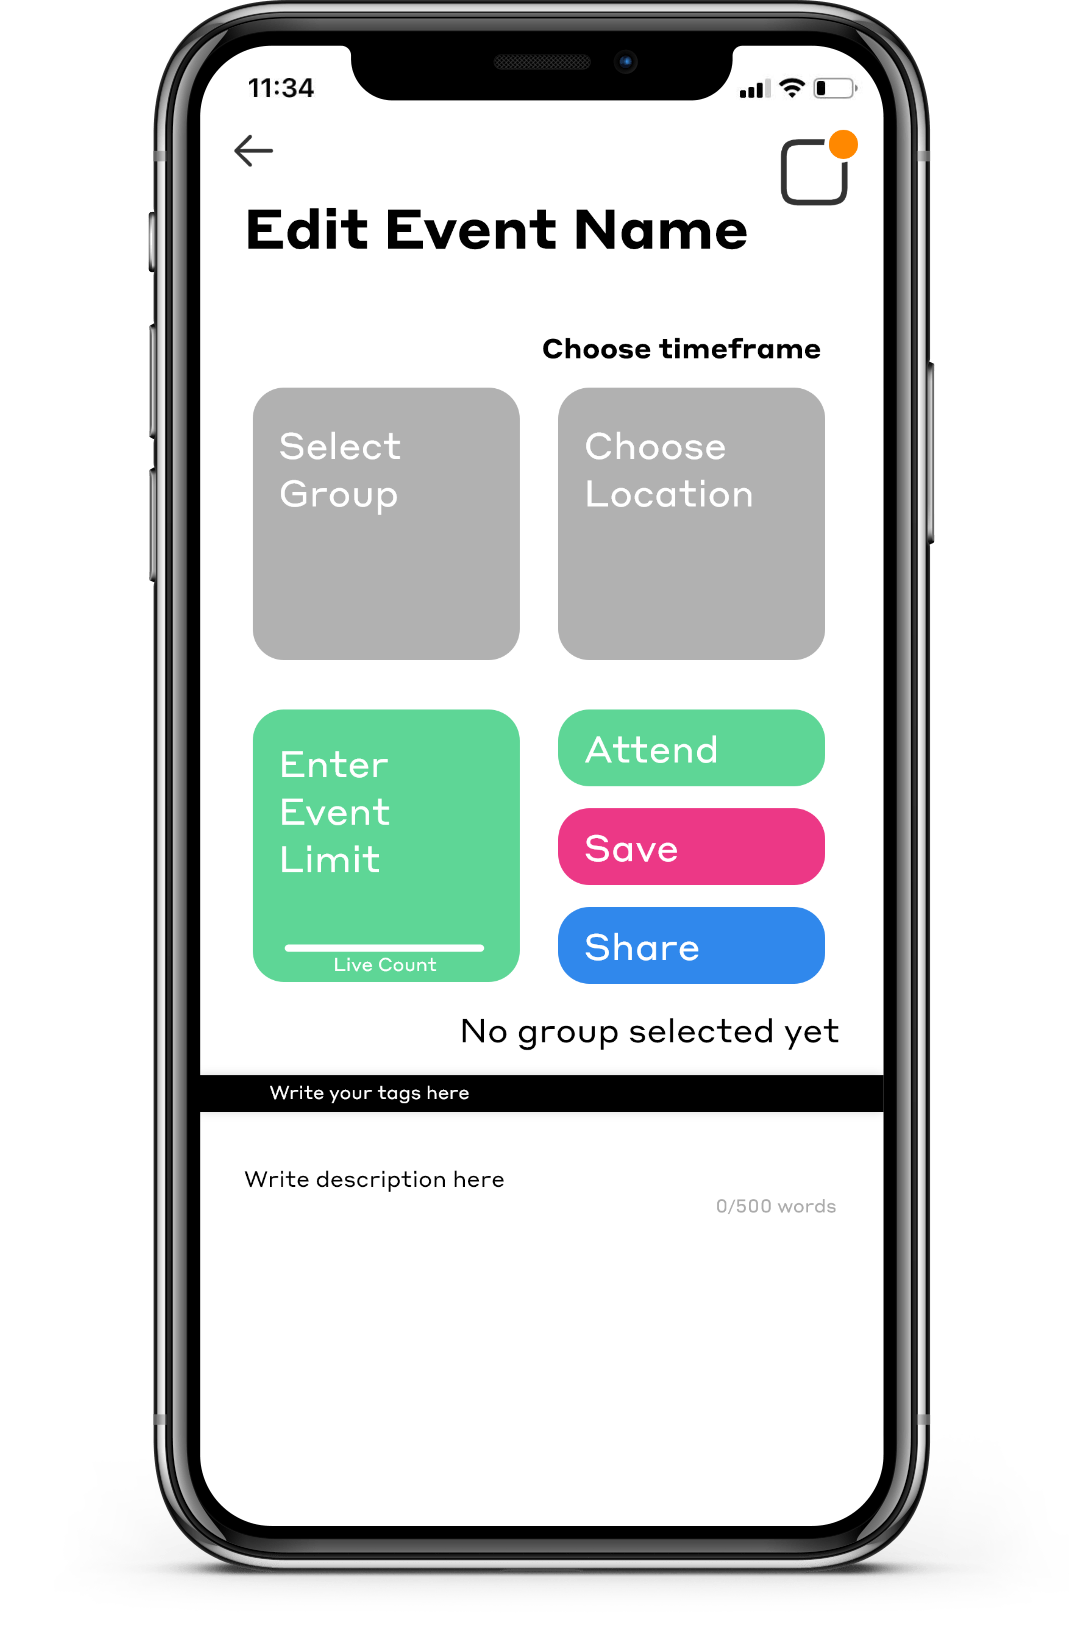 11:34
Edit Event Name
Choose timeframe
Select
Group
Choose
Location
Enter
Event
Limit
Live Count
Attend
Save
Share
No group selected yet
Write your tags here
Write description here
0/500 words